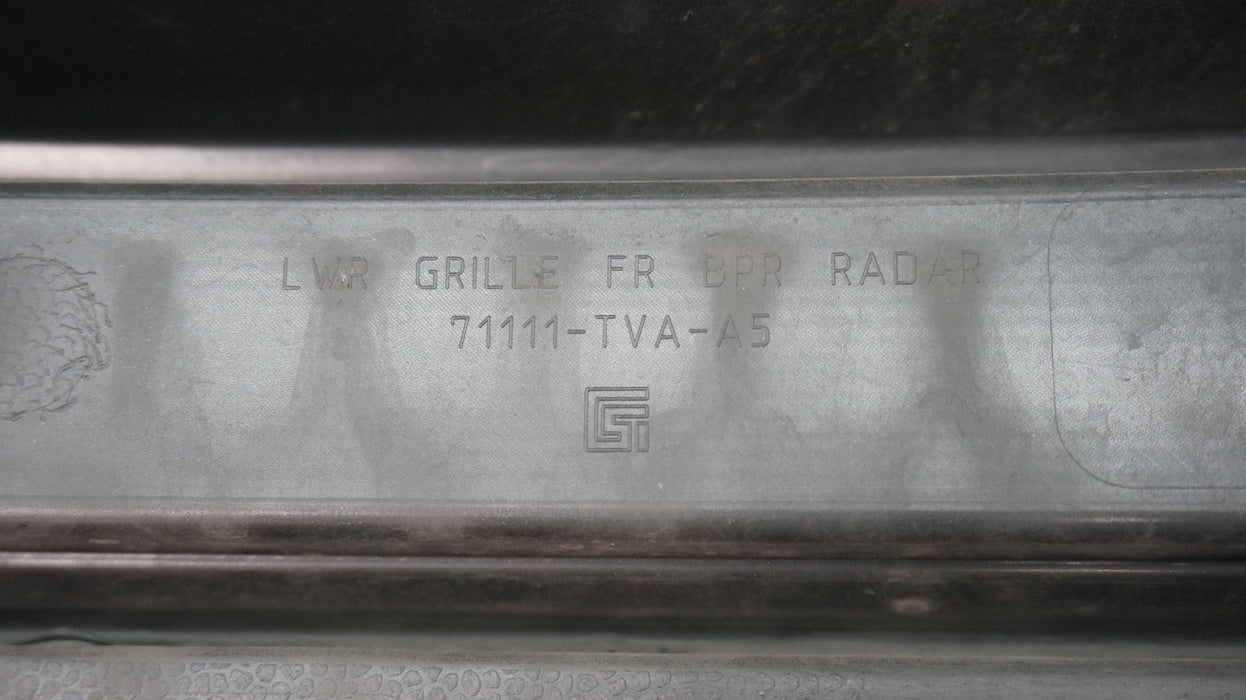 LWR GRILLE FR BPR RADAR
71111-TVA-A5